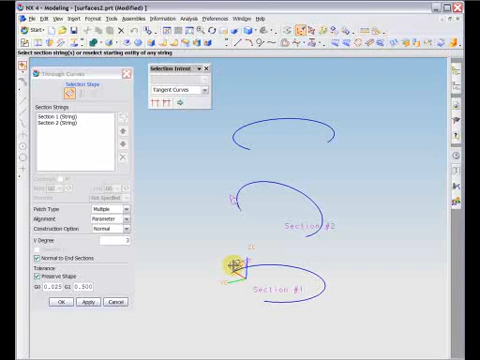 NX 4 - Modeling - [surfaces2.prt (Modified) ]
File Edit View Insert Format Tools Assemblies Information Analysis Preferences Window Help
Start
Select section string(s) or reselect starting entity of any string
Through Curves
Selection Steps
Section Strings
Section 1 (String)
Section 2 (String)
Patch Type
Multiple
Alignment
Parameter
Construction Option
Normal
V Degree
3
Normal to End Sections
Tolerance
Preserve Shape
G0 0.025 G1 0.500
OK
Apply
Cancel
Selection Intent
Tangent Curves
Section #2
Section #1